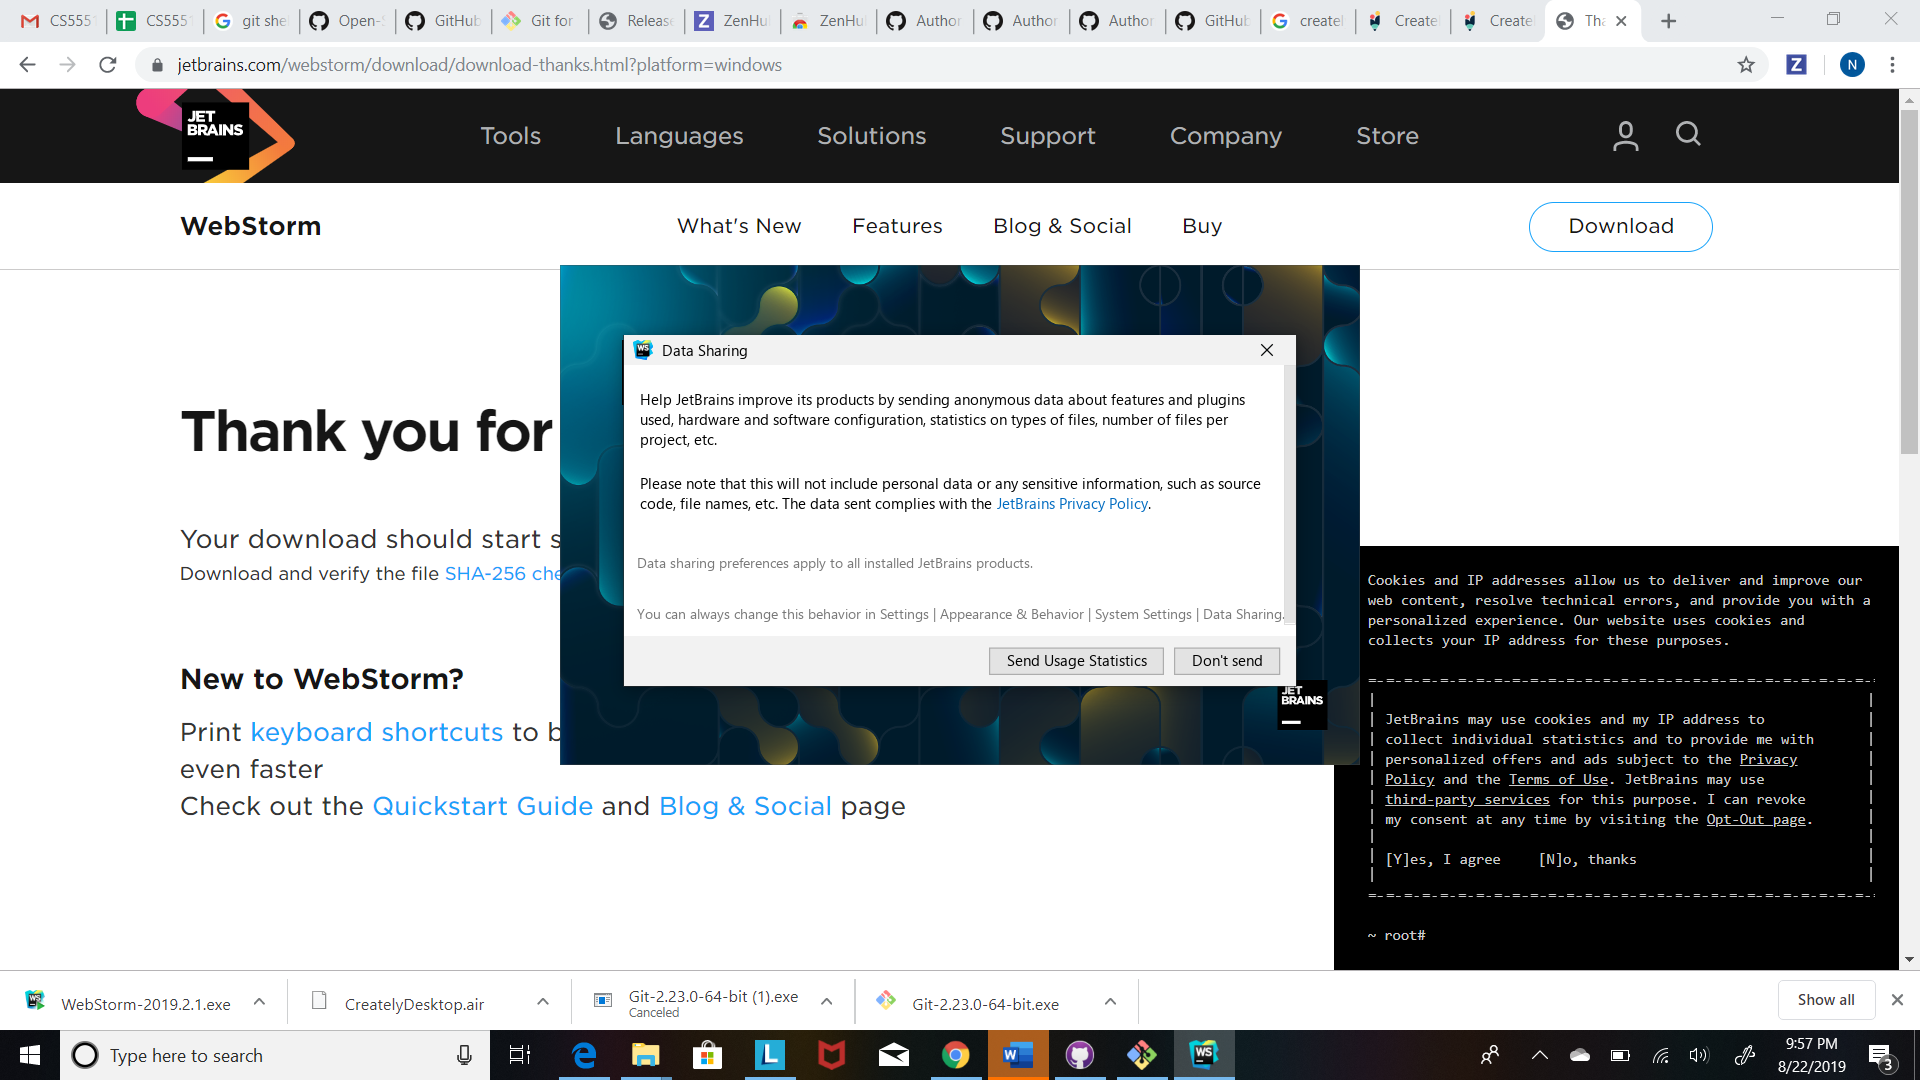 CS555
CS555
git she
Open-S
GitHub
Git for
Release
ZenHu
ZenHu
Author
Author
Author
GitHub
createl
Create
Create
Tha
jetbrains.com/webstorm/download/download-thanks.html?platform=windows
N
JET
BRAINS
Tools
Languages
Solutions
Support
Company
Store
WebStorm
What's New
Features
Blog & Social
Buy
Download
Thank you for
Your download should start s
Download and verify the file SHA-256 che
New to WebStorm?
Print keyboard shortcuts to b
even faster
Check out the Quickstart Guide and Blog & Social page
WS
Data Sharing
Help JetBrains improve its products by sending anonymous data about features and plugins
used, hardware and software configuration, statistics on types of files, number of files per
project, etc.
Please note that this will not include personal data or any sensitive information, such as source
code, file names, etc. The data sent complies with the JetBrains Privacy Policy.
Data sharing preferences apply to all installed JetBrains products.
You can always change this behavior in Settings | Appearance & Behavior | System Settings | Data Sharing.
Send Usage Statistics
Don't send
JET
BRAINS
Cookies and IP addresses allow us to deliver and improve our
web content, resolve technical errors, and provide you with a
personalized experience. Our website uses cookies and
collects your IP address for these purposes.
JetBrains may use cookies and my IP address to
collect individual statistics and to provide me with
personalized offers and ads subject to the Privacy
Policy and the Terms of Use. JetBrains may use
third-party services for this purpose. I can revoke
my consent at any time by visiting the Opt-Out page.
[Y]es, I agree [N]o, thanks
~ root#
WebStorm-2019.2.1.exe
CreatelyDesktop.air
Git-2.23.0-64-bit (1).exe
Canceled
Git-2.23.0-64-bit.exe
Show all
Type here to search
9:57 PM
8/22/2019
3